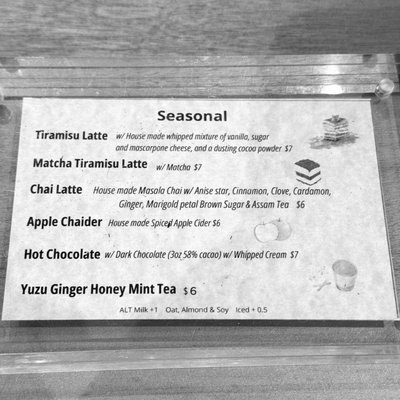 Seasonal
Tiramisu Latte w/ House made whipped mixture of vanilla, sugar
and mascarpone cheese, and a dusting cocoa powder $7
Matcha Tiramisu Latte w/ Matcha $7
Chai Latte House made Masala Chai w/ Anise star, Cinnamon, Clove, Cardamon,
Ginger, Marigold petal Brown Sugar & Assam Tea $6
Apple Chaider House made Spiced Apple Cider $6
Hot Chocolate w/ Dark Chocolate (3oz 58% cacao) w/ Whipped Cream $7
Yuzu Ginger Honey Mint Tea $6
ALT Milk +1 Oat, Almond & Soy Iced + 0.5